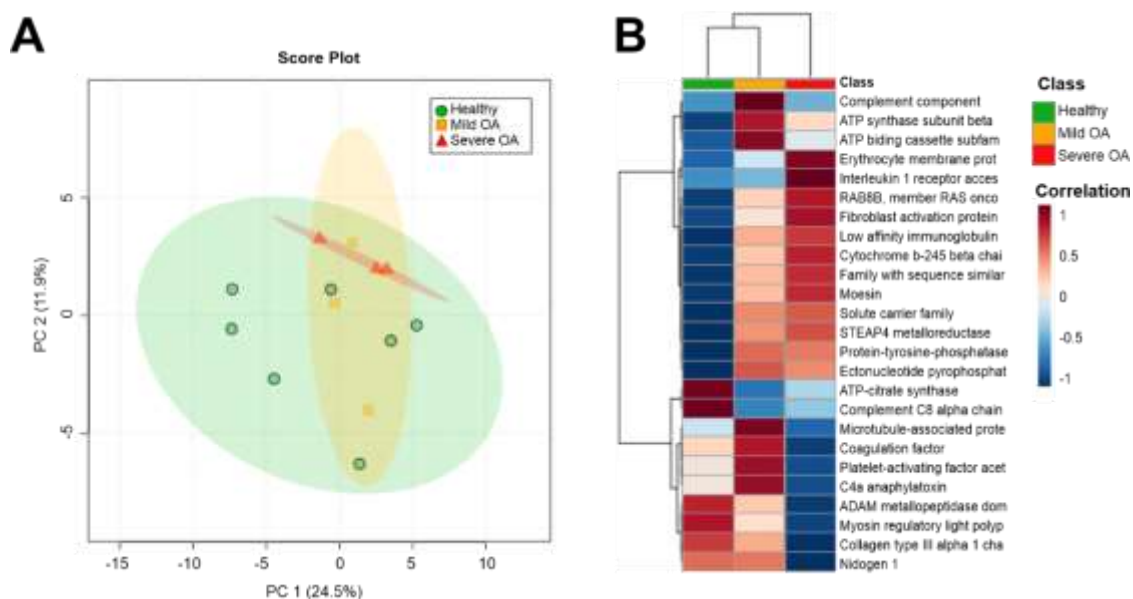 A
Score Plot
Healthy
Mild OA
Severe OA
5
0
-5
PC 2 (11.9%)
-15
-10
-5
0
5
10
PC 1 (24.5%)
B
Class
Complement component
ATP synthase subunit beta
ATP biding cassette subfam
Erythrocyte membrane prot
Interleukin 1 receptor acces
RAB8B, member RAS onco
Fibroblast activation protein
Low affinity immunoglobulin
Cytochrome b-245 beta chai
Family with sequence similar
Moesin
Solute carrier family
STEAP4 metalloreductase
Protein-tyrosine-phosphatase
Ectonucleotide pyrophosphat
ATP-citrate synthase
Complement C8 alpha chain
Microtubule-associated prote
Coagulation factor
Platelet-activating factor acet
C4a anaphylatoxin
ADAM metallopeptidase dom
Myosin regulatory light polyp
Collagen type III alpha 1 cha
Nidogen 1
Class
Healthy
Mild OA
Severe OA
Correlation
1
0.5
0
-0.5
-1